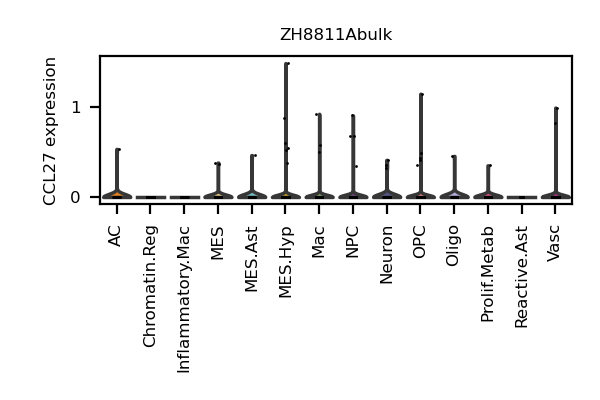 ZH8811Abulk
CCL27 expression
1
0
AC
Chromatin.Reg
Inflammatory.Mac
MES
MES.Ast
MES.Hyp
Mac
NPC
Neuron
OPC
Oligo
Prolif.Metab
Reactive.Ast
Vasc